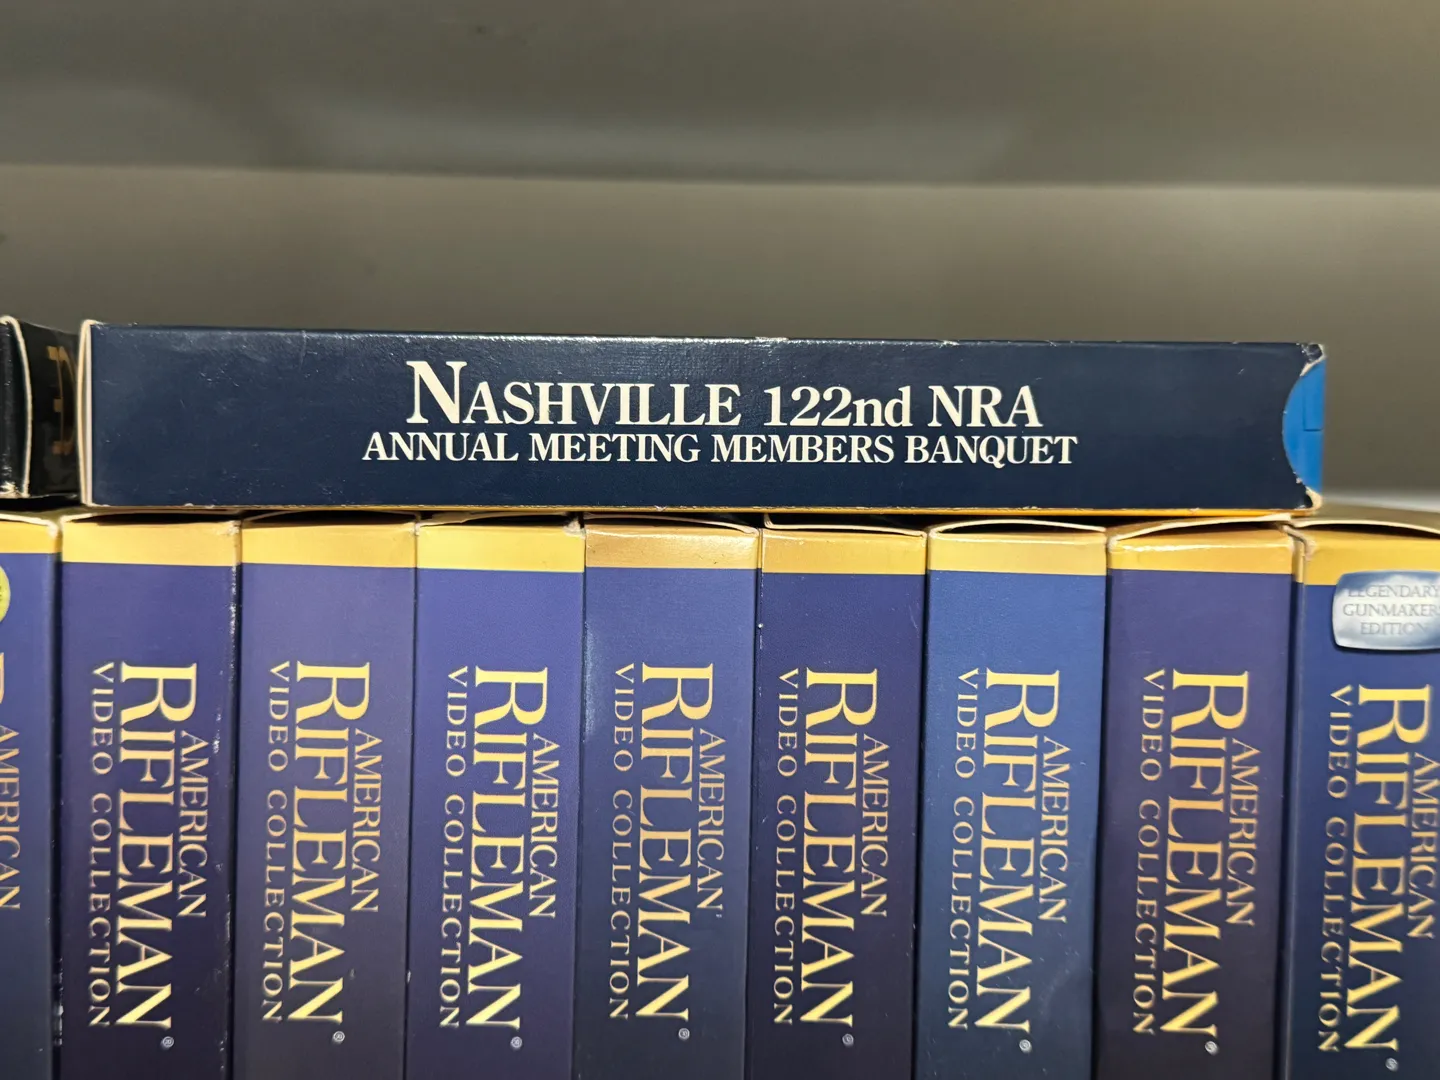 NASHVILLE 122nd NRA
ANNUAL MEETING MEMBERS BANQUET
AMERICAN
AMERICAN
RIFLEMAN®
VIDEO COLLECTION
AMERICAN
RIFLEMAN®
VIDEO COLLECTION
AMERICAN
RIFLEMAN®
VIDEO COLLECTION
AMERICAN
RIFLEMAN®
VIDEO COLLECTION
AMERICAN
RIFLEMAN®
VIDEO COLLECTION
AMERICAN
RIFLEMAN®
VIDEO COLLECTION
AMERICAN
RIFLEMAN®
VIDEO COLLECTION
LEGENDARY
GUNMAKERS
EDITION
AMERICAN
RIFLEMAN®
VIDEO COLLECTION